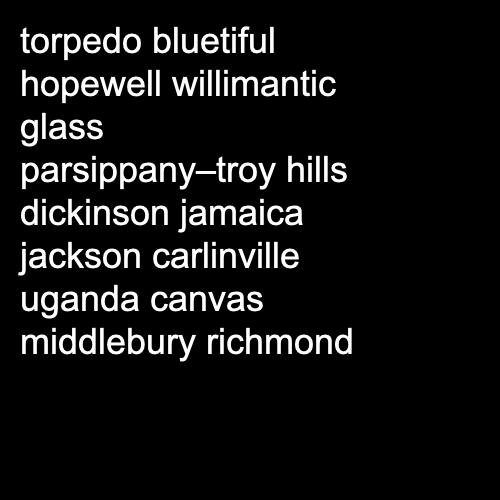 torpedo bluetiful
hopewell willimantic
glass
parsippany–troy hills
dickinson jamaica
jackson carlinville
uganda canvas
middlebury richmond